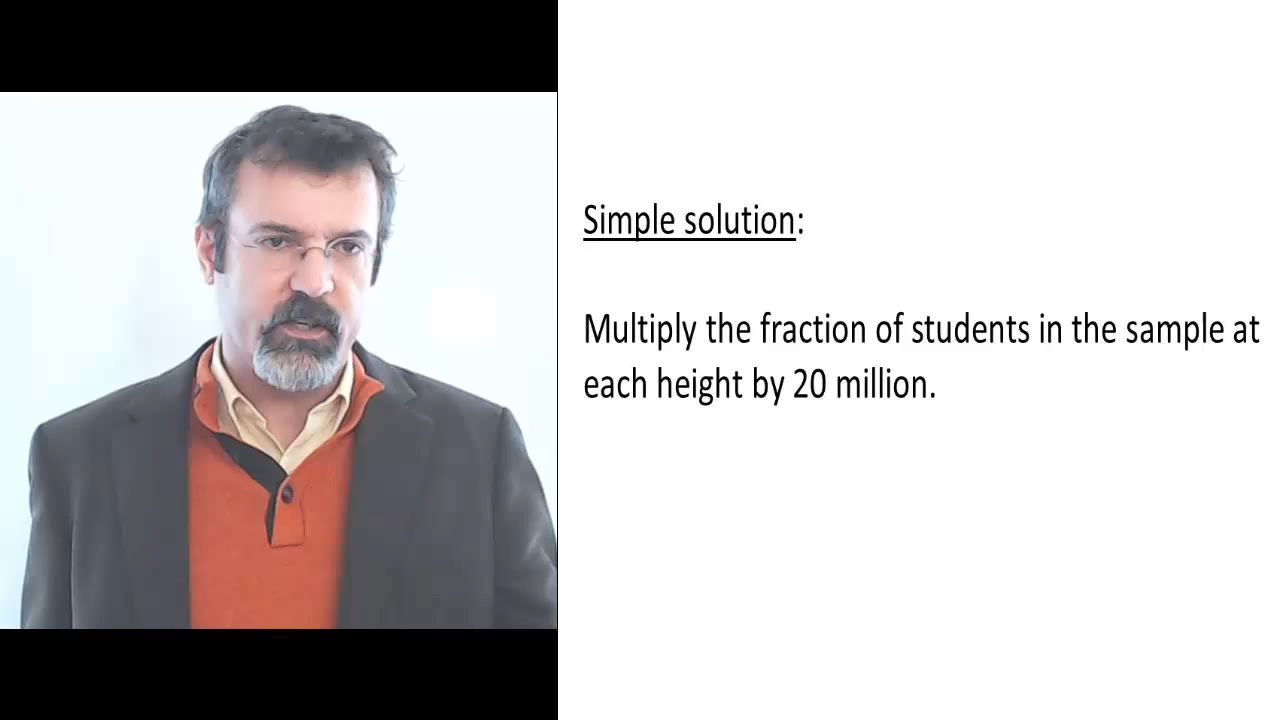 Simple solution:
Multiply the fraction of students in the sample at
each height by 20 million.